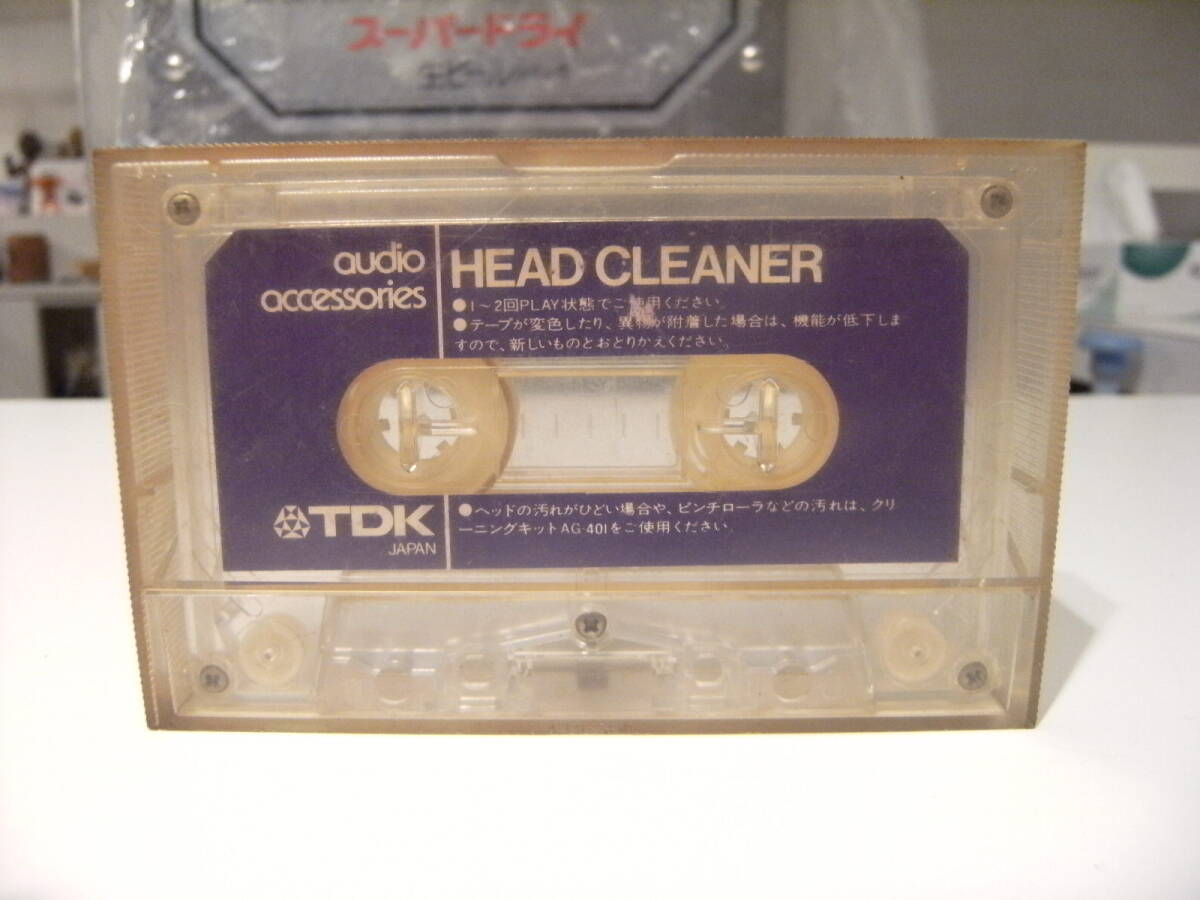 スーパードライ
audio
accessories
HEAD CLEANER
●1〜2回PLAY状態でご使用ください。
●テープが変色したり、異物が附着した場合は、機能が低下しま
すので、新しいものとおとりかえください。
●ヘッドの汚れがひどい場合や、ピンチローラなどの汚れは、クリ
ーニングキットAG-401をご使用ください。
TDK
JAPAN